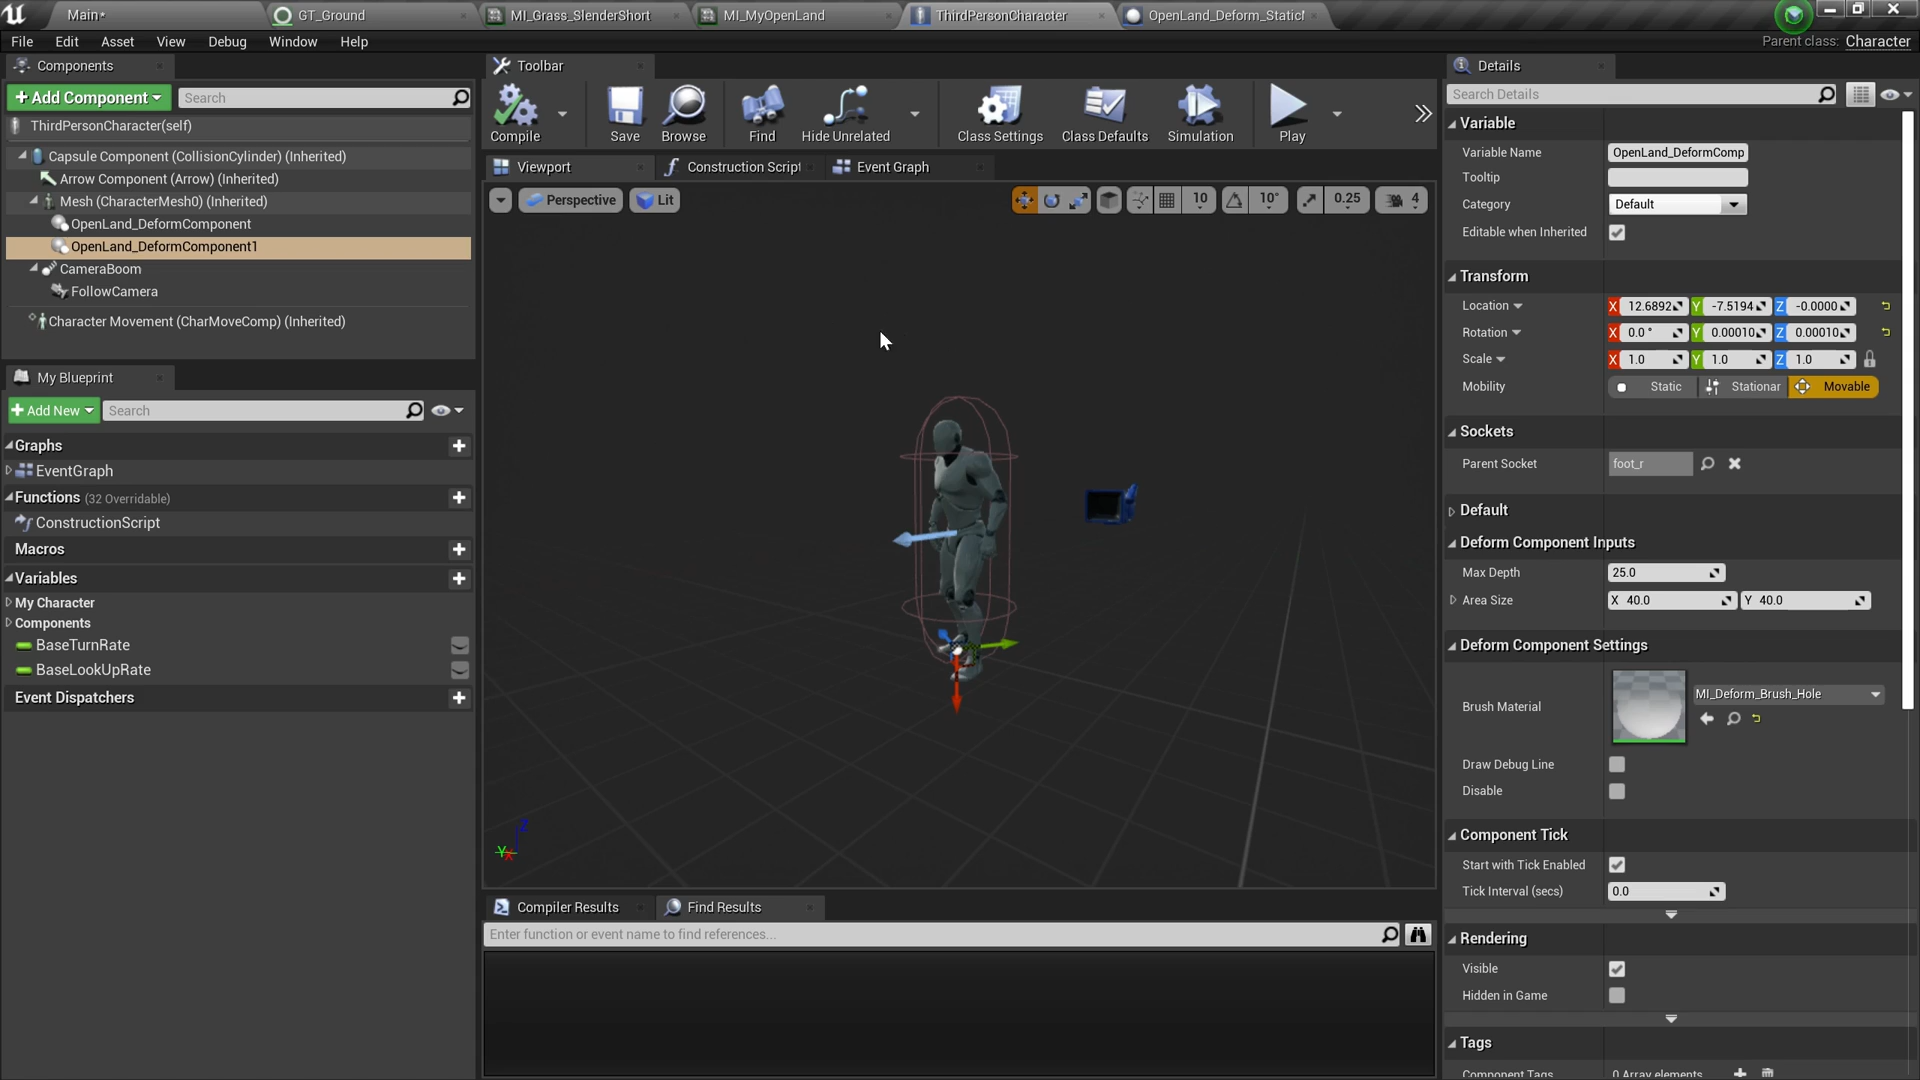 Main*
GT_Ground
MI_Grass_SlenderShort
MI_MyOpenLand
ThirdPersonCharacter
OpenLand_Deform_Static
File Edit Asset View Debug Window Help
Parent class: Character
Components
+ Add Component
Search
ThirdPersonCharacter(self)
Capsule Component (CollisionCylinder) (Inherited)
Arrow Component (Arrow) (Inherited)
Mesh (CharacterMesh0) (Inherited)
OpenLand_DeformComponent
OpenLand_DeformComponent1
CameraBoom
FollowCamera
Character Movement (CharMoveComp) (Inherited)
My Blueprint
+ Add New
Search
Graphs
EventGraph
Functions (32 Overridable)
ConstructionScript
Macros
Variables
My Character
Components
BaseTurnRate
BaseLookUpRate
Event Dispatchers
Toolbar
Compile
Save
Browse
Find
Hide Unrelated
Class Settings
Class Defaults
Simulation
Play
Viewport
Construction Script
Event Graph
Perspective
Lit
10
10°
0.25
4
Z
Y
X
Compiler Results
Find Results
Enter function or event name to find references...
Details
Search Details
Variable
Variable Name OpenLand_DeformComp
Tooltip
Category Default
Editable when Inherited
Transform
Location X 12.6892 Y -7.5194 Z -0.0000
Rotation X 0.0 ° Y 0.00010 Z 0.00010
Scale X 1.0 Y 1.0 Z 1.0
Mobility Static Stationar Movable
Sockets
Parent Socket foot_r
Default
Deform Component Inputs
Max Depth 25.0
Area Size X 40.0 Y 40.0
Deform Component Settings
Brush Material MI_Deform_Brush_Hole
Draw Debug Line
Disable
Component Tick
Start with Tick Enabled
Tick Interval (secs) 0.0
Rendering
Visible
Hidden in Game
Tags
Component Tags 0 Array elements